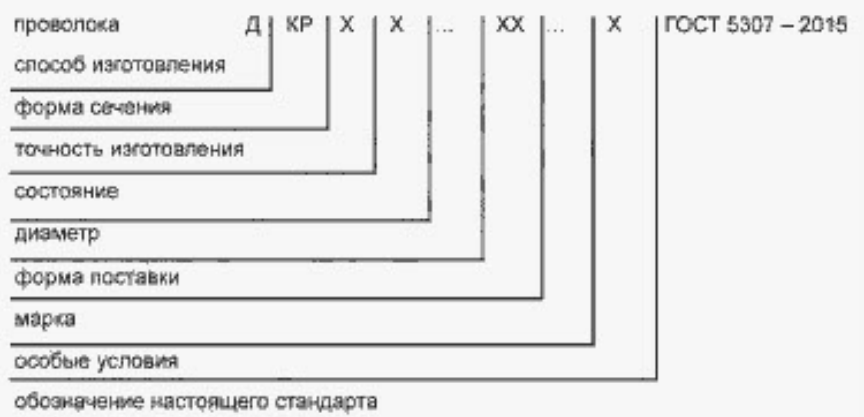 проволока Д КР Х Х ... ХХ ... Х ГОСТ 5307 – 2015
способ изготовления
форма сечения
точность изготовления
состояние
диаметр
форма поставки
марка
особые условия
обозначение настоящего стандарта